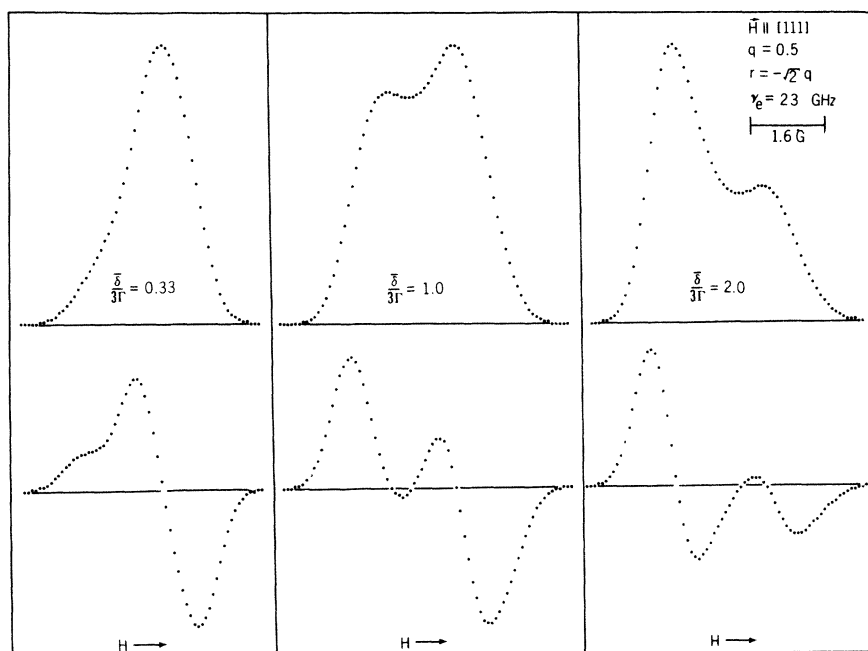 H⃗ ∥ [111]
q = 0.5
r = -√2 q
νe = 23 GHz
1.6 G
δ̅/3Γ = 0.33
δ̅/3Γ = 1.0
δ̅/3Γ = 2.0
H →
H →
H →